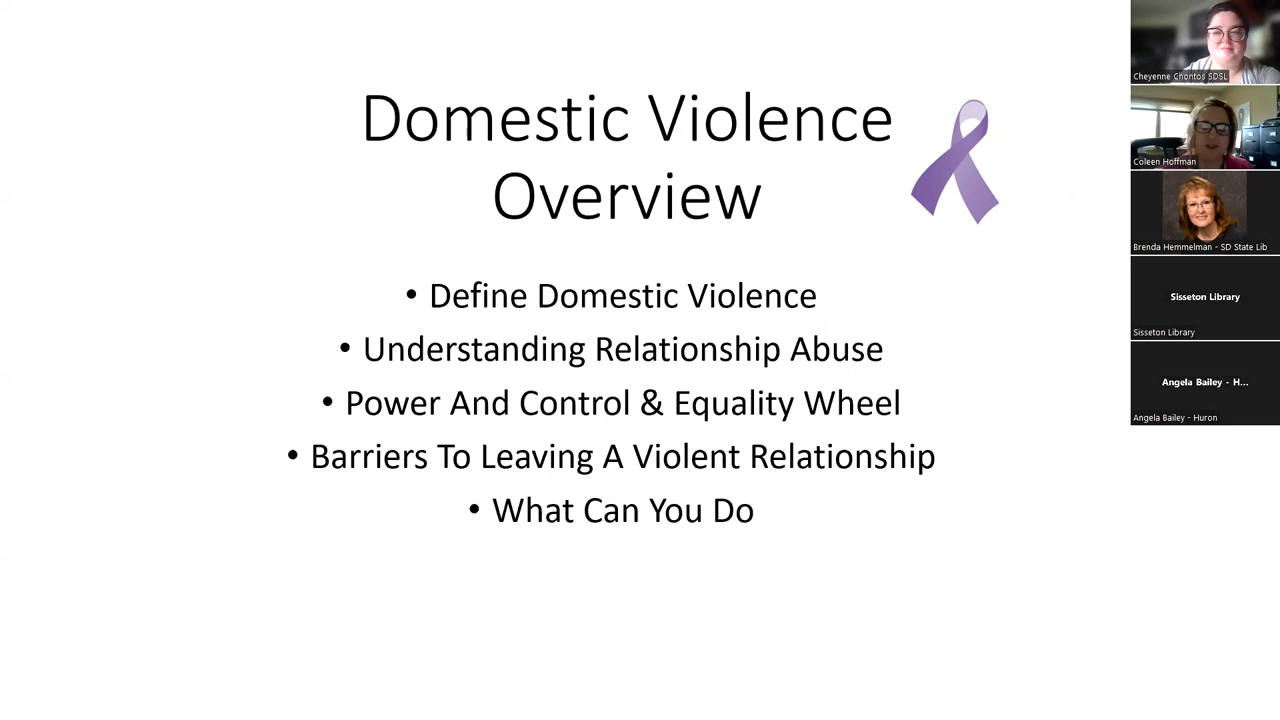 Domestic Violence
Overview
• Define Domestic Violence
• Understanding Relationship Abuse
• Power And Control & Equality Wheel
• Barriers To Leaving A Violent Relationship
• What Can You Do
Cheyenne Chontos SDSL
Coleen Hoffman
Brenda Hemmelman - SD State Lib
Sisseton Library
Sisseton Library
Angela Bailey - H...
Angela Bailey - Huron